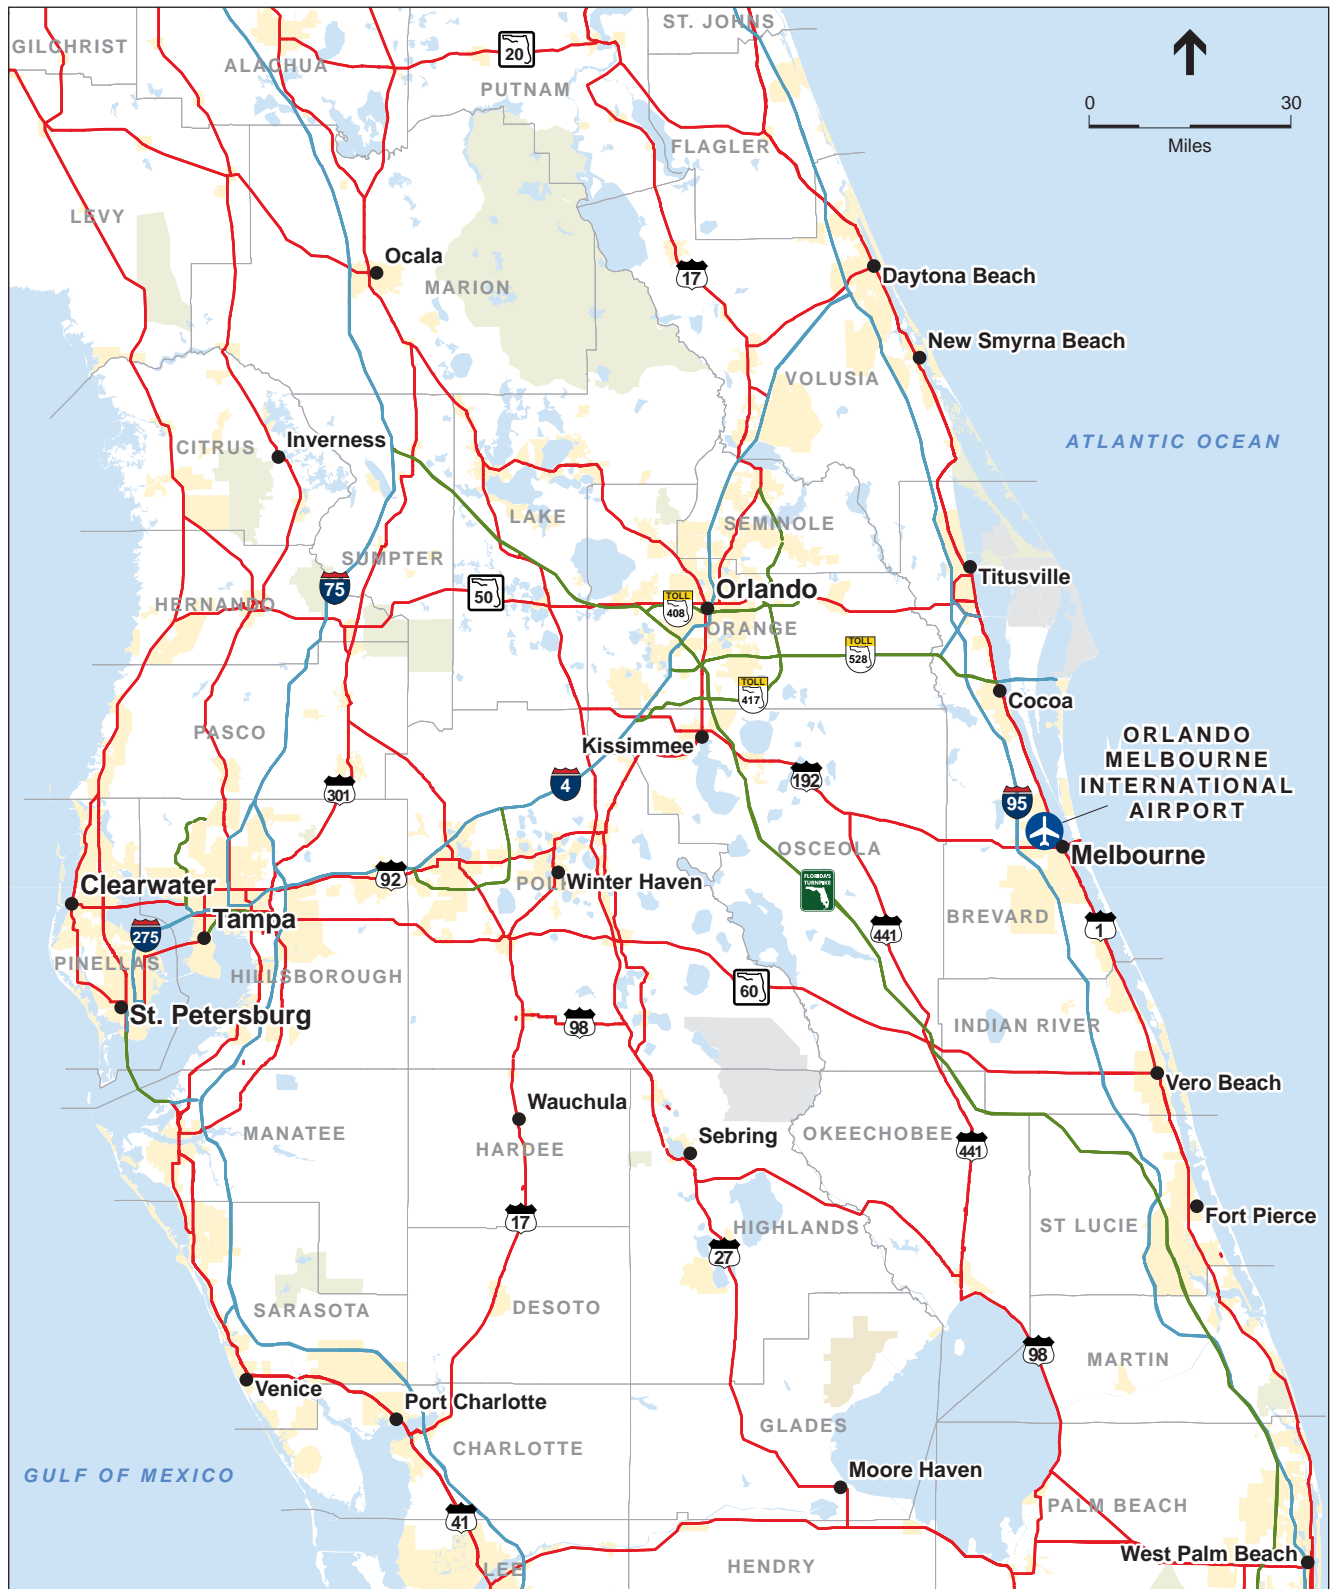 ST. JOHNS
GILCHRIST
ALACHUA
20
PUTNAM
0 30
Miles
FLAGLER
LEVY
Ocala
MARION
17
Daytona Beach
New Smyrna Beach
VOLUSIA
ATLANTIC OCEAN
CITRUS
Inverness
LAKE
SEMINOLE
SUMPTER
75
50
TOLL
408
Orlando
Titusville
HERNANDO
ORANGE
TOLL
528
TOLL
417
Cocoa
PASCO
Kissimmee
ORLANDO
MELBOURNE
INTERNATIONAL
AIRPORT
301
4
192
95
OSCEOLA
Melbourne
92
POLK
Winter Haven
FLORIDA'S
TURNPIKE
Clearwater
Tampa
275
BREVARD
441
1
PINELLAS
HILLSBOROUGH
60
St. Petersburg
98
INDIAN RIVER
Vero Beach
Wauchula
MANATEE
HARDEE
Sebring
OKEECHOBEE
441
17
HIGHLANDS
ST LUCIE
Fort Pierce
27
SARASOTA
DESOTO
98
MARTIN
Venice
Port Charlotte
GLADES
CHARLOTTE
GULF OF MEXICO
Moore Haven
41
PALM BEACH
West Palm Beach
LEE
HENDRY